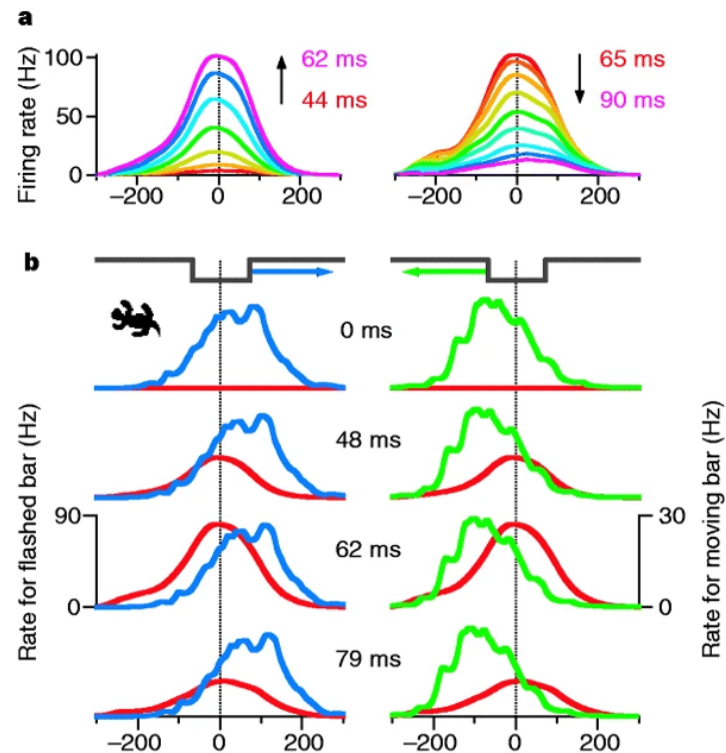 a
Firing rate (Hz)
100
50
0
62 ms
44 ms
65 ms
90 ms
−200 0 200
−200 0 200
b
0 ms
48 ms
62 ms
79 ms
Rate for flashed bar (Hz)
90
0
Rate for moving bar (Hz)
30
0
−200 0 200
−200 0 200